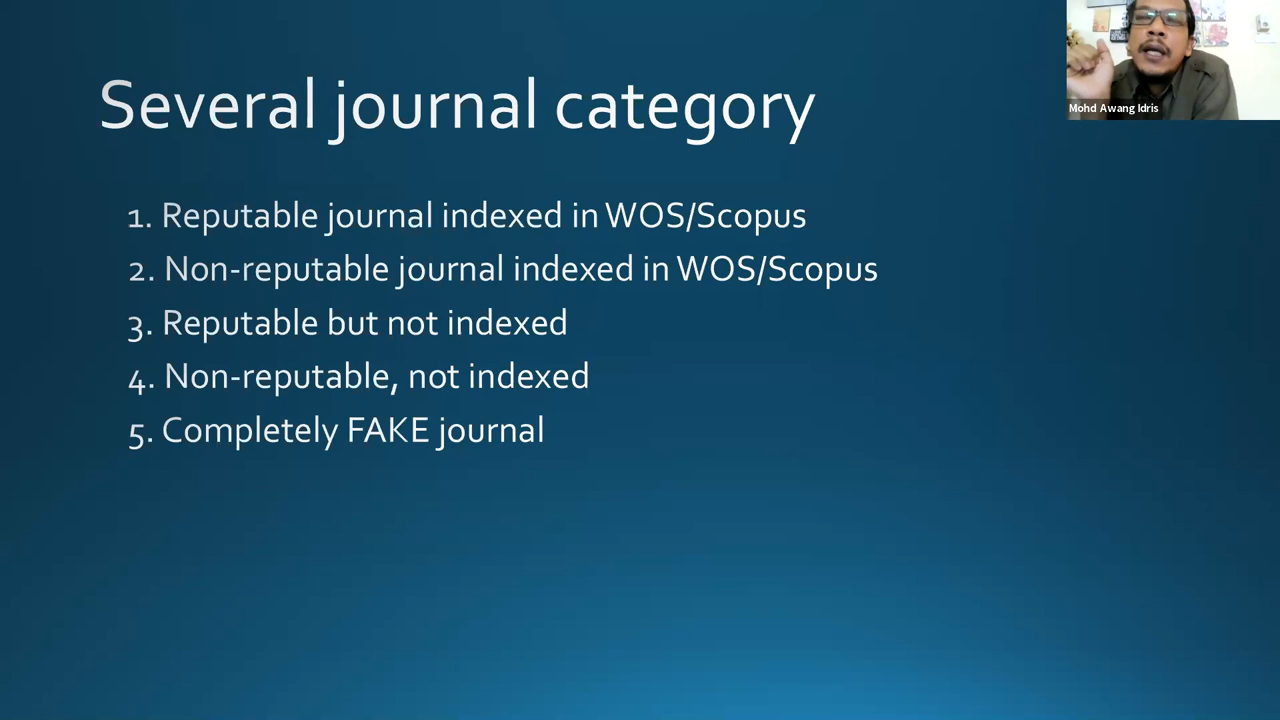 Several journal category
1. Reputable journal indexed in WOS/Scopus
2. Non-reputable journal indexed in WOS/Scopus
3. Reputable but not indexed
4. Non-reputable, not indexed
5. Completely FAKE journal
Mohd Awang Idris